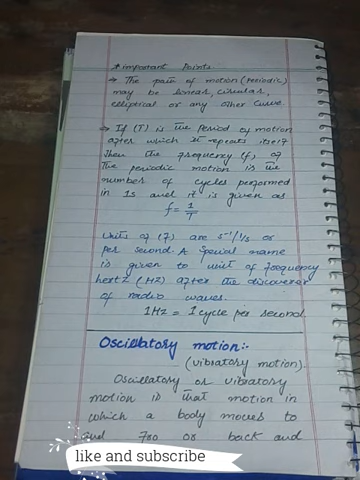 * important Points
⇒ The path of motion (Periodic)
may be linear, circular,
elliptical or any other curve
⇒ If (T) is the period of motion
after which it repeats itself
then the frequency (f) of
the periodic motion is the
number of cycles performed
in 1s and it is given as
f = 1/T
Units of (f) are s⁻¹/1/s or
per second. A special name
is given to unit of frequency
hertz (HZ) after the discoverer
of radio waves.
1HZ = 1 cycle per second
Oscillatory motion:-
(vibratory motion).
Oscillatory or vibratory
motion is that motion in
which a body moves to
and fro or back and
like and subscribe